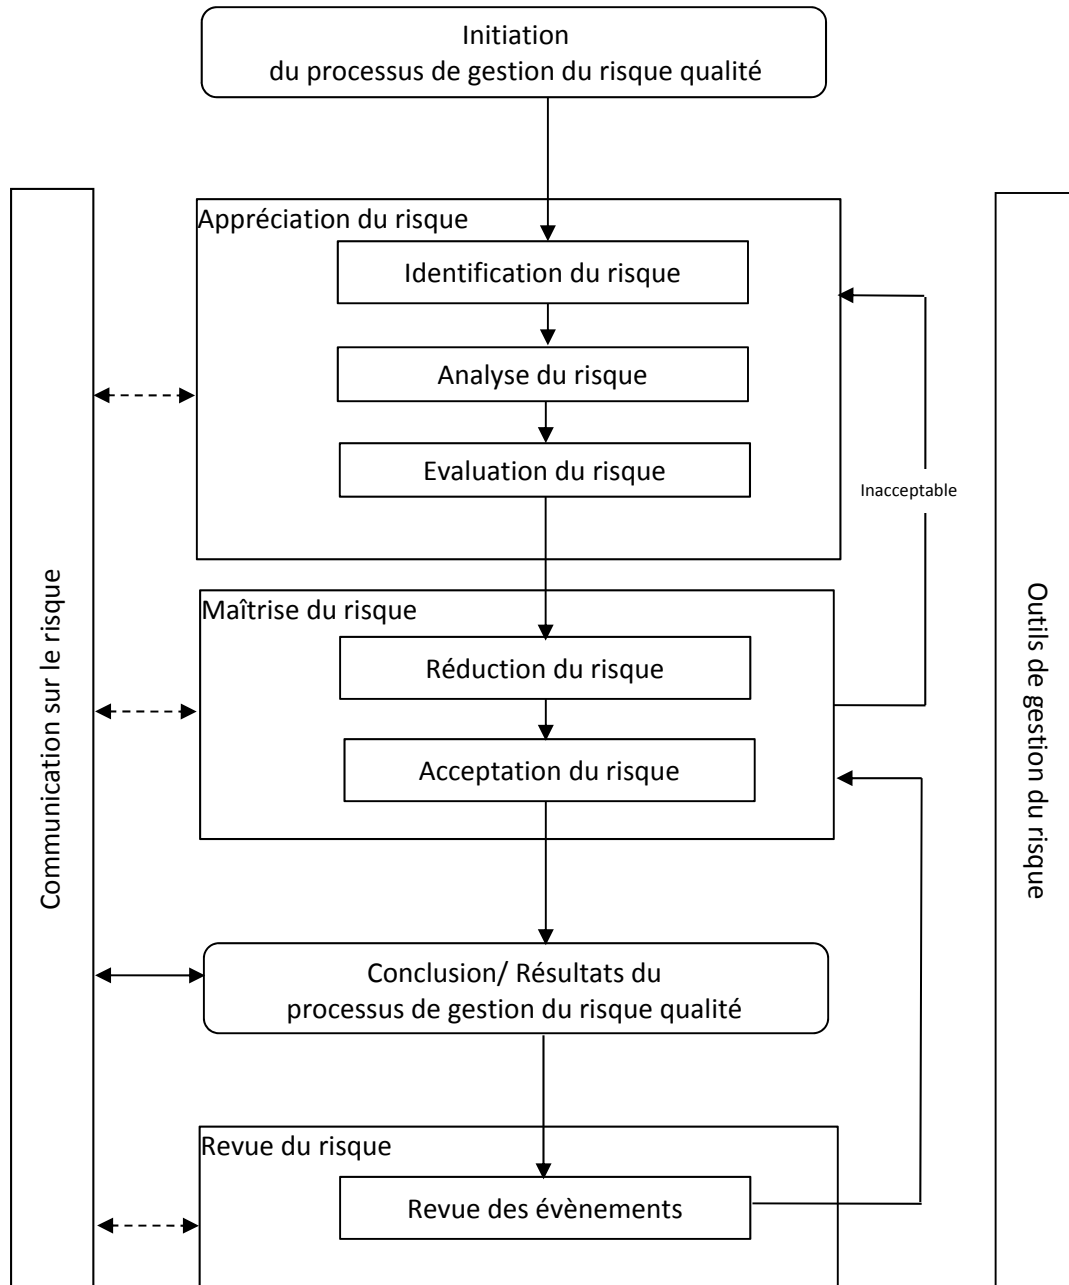 Initiation
du processus de gestion du risque qualité
Appréciation du risque
Identification du risque
Analyse du risque
Evaluation du risque
Inacceptable
Communication sur le risque
Outils de gestion du risque
Maîtrise du risque
Réduction du risque
Acceptation du risque
Conclusion/ Résultats du
processus de gestion du risque qualité
Revue du risque
Revue des évènements